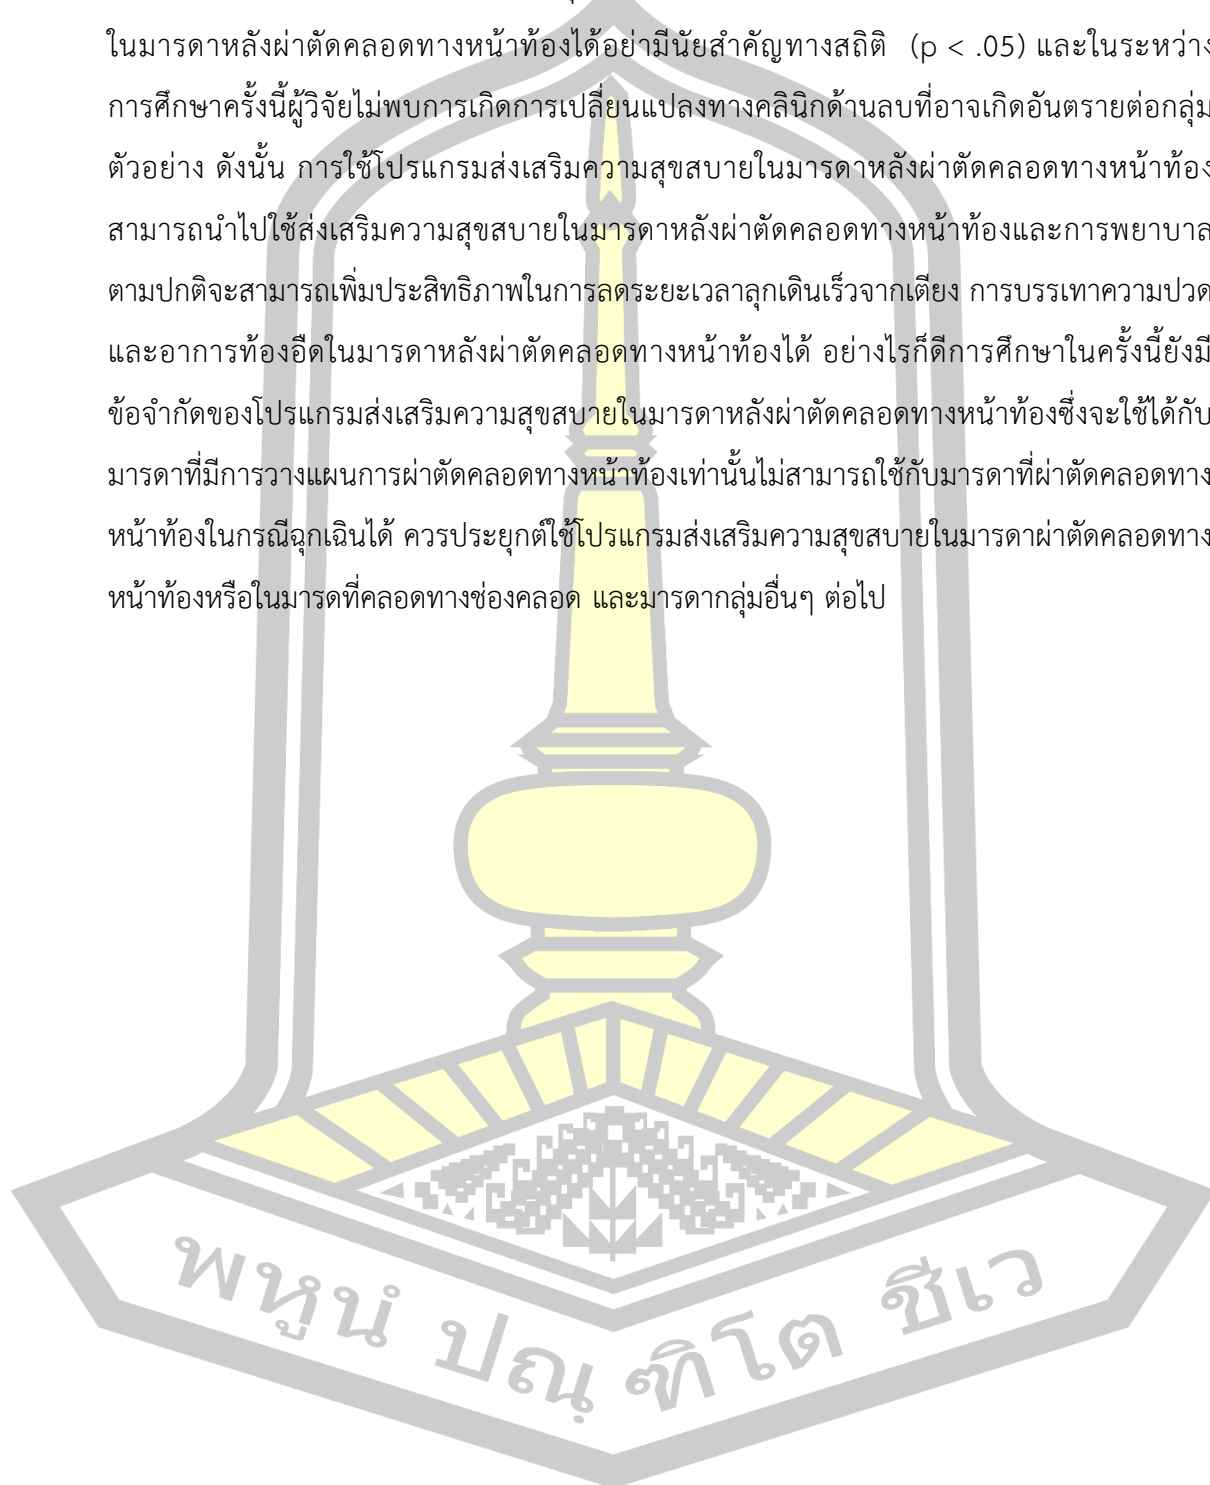 ในมารดาหลังผ่าตัดคลอดทางหน้าท้องได้อย่ามีนัยสำคัญทางสถิติ (p < .05) และในระหว่าง
การศึกษาครั้งนี้ผู้วิจัยไม่พบการเกิดการเปลี่ยนแปลงทางคลินิกด้านลบที่อาจเกิดอันตรายต่อกลุ่ม
ตัวอย่าง ดังนั้น การใช้โปรแกรมส่งเสริมความสุขสบายในมารดาหลังผ่าตัดคลอดทางหน้าท้อง
สามารถนำไปใช้ส่งเสริมความสุขสบายในมารดาหลังผ่าตัดคลอดทางหน้าท้องและการพยาบาล
ตามปกติจะสามารถเพิ่มประสิทธิภาพในการลดระยะเวลาลุกเดินเร็วจากเตียง การบรรเทาความปวด
และอาการท้องอืดในมารดาหลังผ่าตัดคลอดทางหน้าท้องได้ อย่างไรก็ดีการศึกษาในครั้งนี้ยังมี
ข้อจำกัดของโปรแกรมส่งเสริมความสุขสบายในมารดาหลังผ่าตัดคลอดทางหน้าท้องซึ่งจะใช้ได้กับ
มารดาที่มีการวางแผนการผ่าตัดคลอดทางหน้าท้องเท่านั้นไม่สามารถใช้กับมารดาที่ผ่าตัดคลอดทาง
หน้าท้องในกรณีฉุกเฉินได้ ควรประยุกต์ใช้โปรแกรมส่งเสริมความสุขสบายในมารดาผ่าตัดคลอดทาง
หน้าท้องหรือในมารดที่คลอดทางช่องคลอด และมารดากลุ่มอื่นๆ ต่อไป
พหูนํ ปณฺฑิโต ชีเว